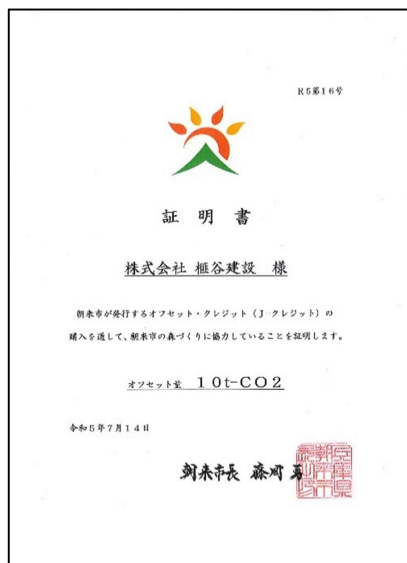 R5第16号
証明書
株式会社 榧谷建設 様
朝来市が発行するオフセット・クレジット（J-クレジット）の
購入を通して、朝来市の森づくりに協力していることを証明します。
オフセット量 10t-CO2
令和5年7月14日
朝来市長 藤岡勇